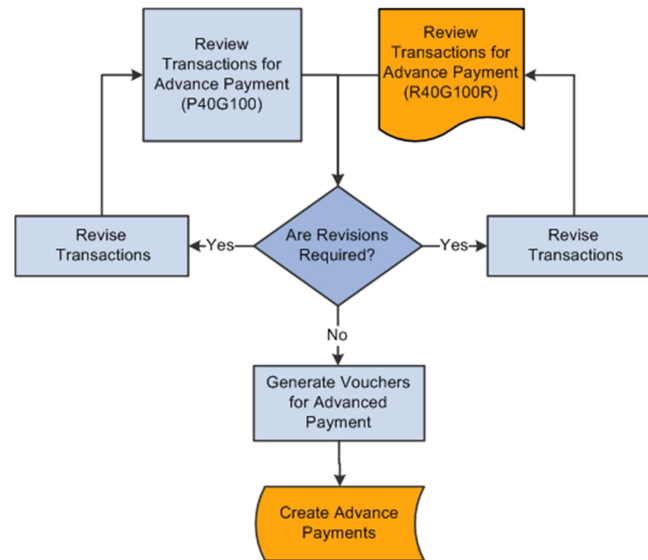 Review
Transactions for
Advance Payment
(P40G100)
Review
Transactions for
Advance Payment
(R40G100R)
Revise
Transactions
Yes
Are Revisions
Required?
Yes
Revise
Transactions
No
Generate Vouchers
for Advanced
Payment
Create Advance
Payments